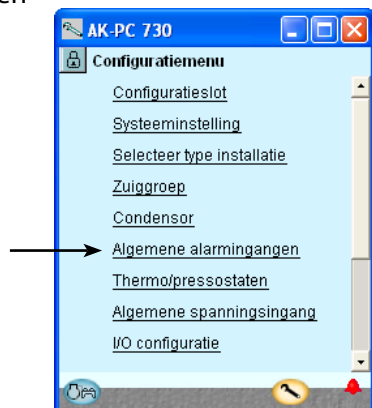 AK-PC 730
Configuratiemenu
Configuratieslot
Systeeminstelling
Selecteer type installatie
Zuiggroep
Condensor
Algemene alarmingangen
Thermo/pressostaten
Algemene spanningsingang
I/O configuratie